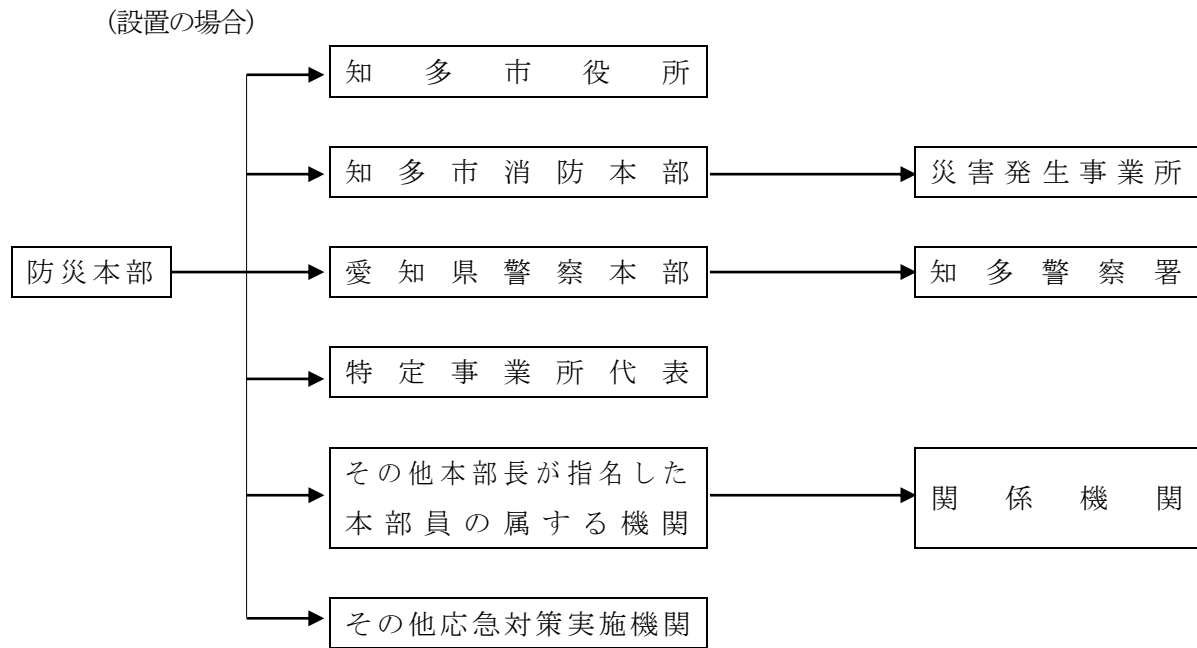 (設置の場合)
知多市役所
知多市消防本部
災害発生事業所
防災本部
愛知県警察本部
知多警察署
特定事業所代表
その他本部長が指名した
本部員の属する機関
関係機関
その他応急対策実施機関